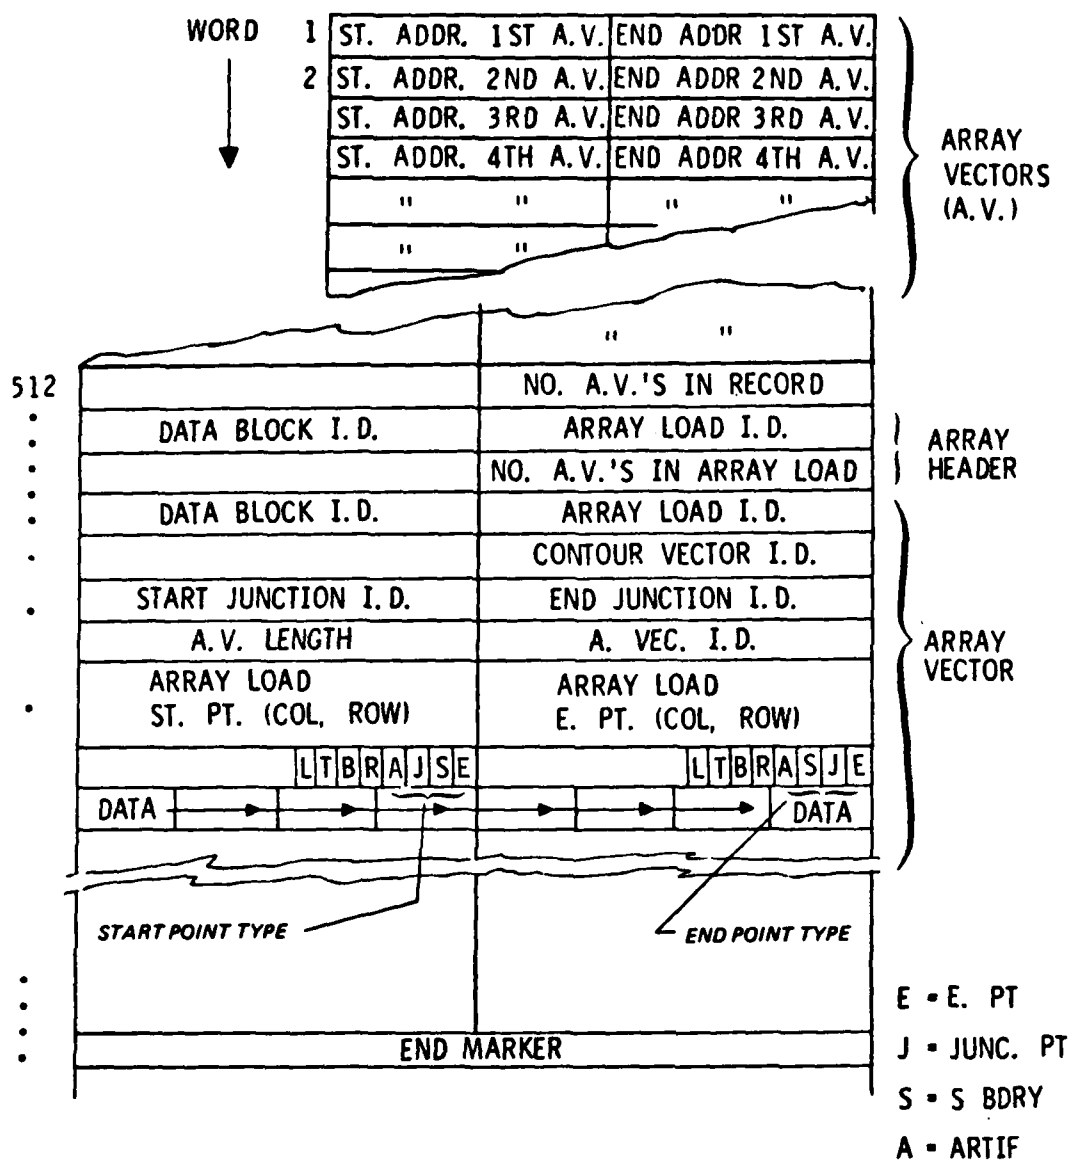 WORD 1 ST. ADDR. 1ST A.V. END ADDR 1ST A.V.
2 ST. ADDR. 2ND A.V. END ADDR 2ND A.V.
ST. ADDR. 3RD A.V. END ADDR 3RD A.V.
ST. ADDR. 4TH A.V. END ADDR 4TH A.V.
" " " "
" "
ARRAY
VECTORS
(A.V.)
" "
512 NO. A.V.'S IN RECORD
DATA BLOCK I.D. ARRAY LOAD I.D.
NO. A.V.'S IN ARRAY LOAD
ARRAY
HEADER
DATA BLOCK I.D. ARRAY LOAD I.D.
CONTOUR VECTOR I.D.
START JUNCTION I.D. END JUNCTION I.D.
A.V. LENGTH A. VEC. I.D.
ARRAY LOAD
ST. PT. (COL, ROW)
ARRAY LOAD
E. PT. (COL, ROW)
ARRAY
VECTOR
L T B R A J S E L T B R A S J E
DATA DATA
START POINT TYPE END POINT TYPE
END MARKER
E = E. PT
J = JUNC. PT
S = S BDRY
A = ARTIF